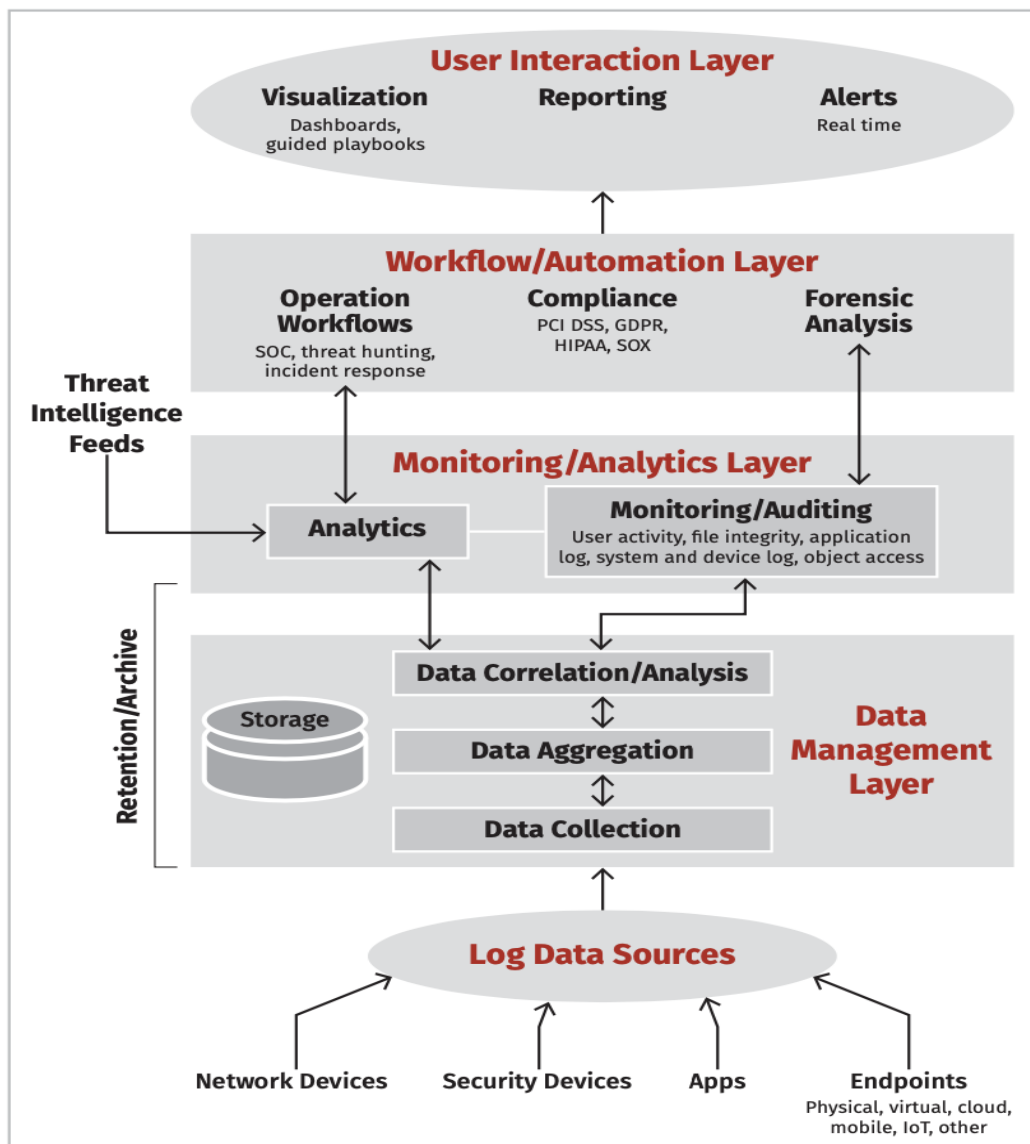 User Interaction Layer
Visualization
Dashboards,
guided playbooks
Reporting
Alerts
Real time
Workflow/Automation Layer
Operation
Workflows
SOC, threat hunting,
incident response
Compliance
PCI DSS, GDPR,
HIPAA, SOX
Forensic
Analysis
Threat
Intelligence
Feeds
Monitoring/Analytics Layer
Analytics
Monitoring/Auditing
User activity, file integrity, application
log, system and device log, object access
Retention/Archive
Storage
Data Correlation/Analysis
Data Aggregation
Data Collection
Data
Management
Layer
Log Data Sources
Network Devices
Security Devices
Apps
Endpoints
Physical, virtual, cloud,
mobile, IoT, other